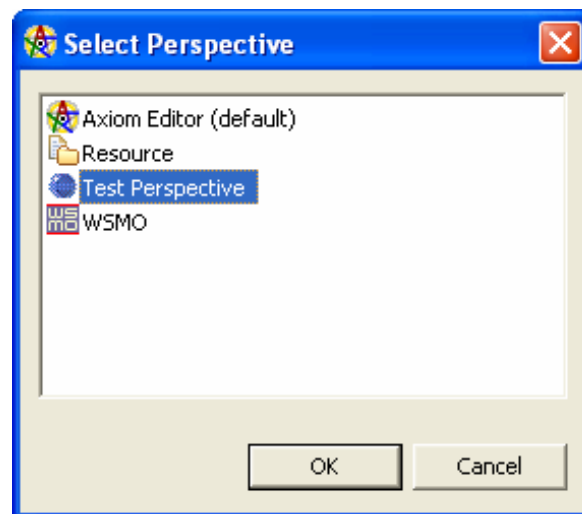 Select Perspective
Axiom Editor (default)
Resource
Test Perspective
WSMO
OK
Cancel